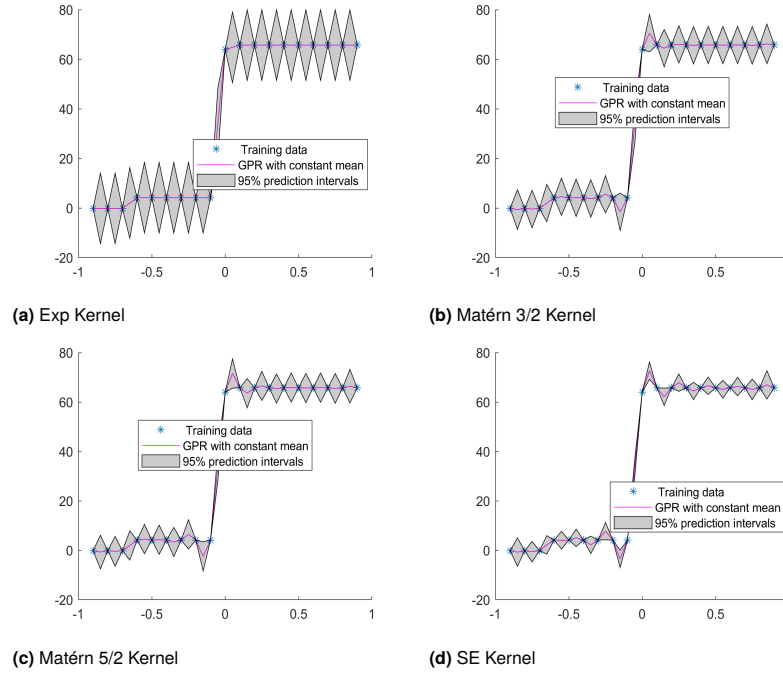 80
60
40
20
0
-20
-1 -0.5 0 0.5 1
Training data
GPR with constant mean
95% prediction intervals
(a) Exp Kernel
80
60
40
20
0
-20
-1 -0.5 0 0.5
Training data
GPR with constant mean
95% prediction intervals
(b) Matérn 3/2 Kernel
80
60
40
20
0
-20
-1 -0.5 0 0.5 1
Training data
GPR with constant mean
95% prediction intervals
(c) Matérn 5/2 Kernel
80
60
40
20
0
-20
-1 -0.5 0 0.5
Training data
GPR with constant mean
95% prediction intervals
(d) SE Kernel